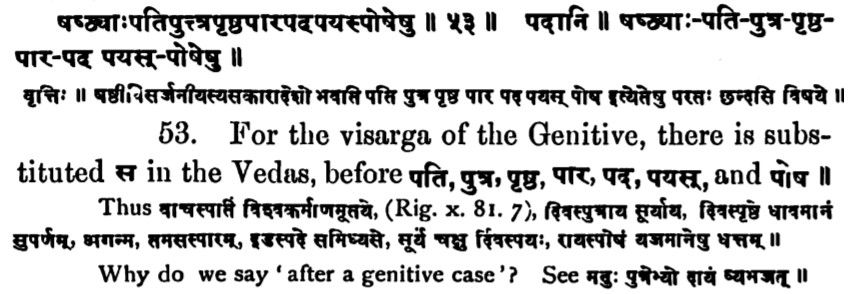 षष्ठ्याःपतिपुत्त्रपृष्ठपारपदपयस्पोषेषु ॥ ५३ ॥ पदानि ॥ षष्ठ्याः-पति-पुत्र-पृष्ठ-
पार-पद पयस्-पोषेषु ॥
वृत्तिः ॥ षष्ठीविसर्जनीयस्यसकारादेशो भवति पति पुत्र पृष्ठ पार पद पयस् पोष इत्येतेषु परतः छन्दसि विषये ॥
53. For the visarga of the Genitive, there is subs-
tituted स in the Vedas, before पति, पुत्र, पृष्ठ, पार, पद, पयस्, and पोष ॥
Thus वाचस्पतिं विश्वकर्माणमूतये, (Rig. x. 81. 7), दिवस्पुत्राय सूर्याय, दिवस्पृष्ठे धावमानं
सुपर्णम्, अगन्म, तमसस्पारम्, इडस्पदे समिध्यसे, सूर्यं चक्षु र्दिवस्पयः, रायस्पोषं यजमानेषु धत्तम् ॥
Why do we say 'after a genitive case'? See मनुः पुत्रेभ्यो दायं व्यभजत् ॥